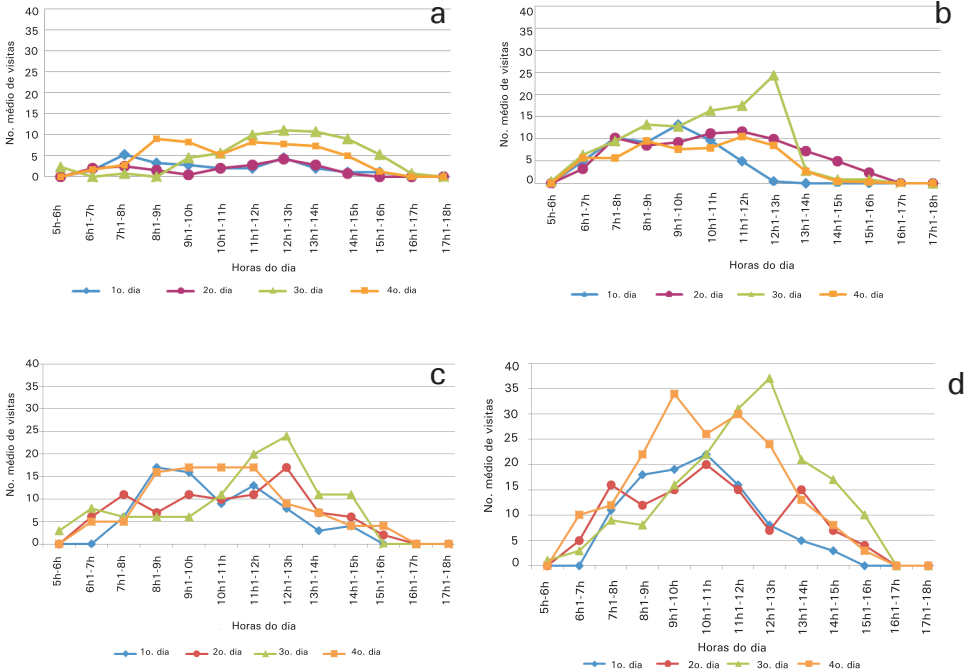 a
No. médio de visitas
40
35
30
25
20
15
10
5
0
5h-6h
6h1-7h
7h1-8h
8h1-9h
9h1-10h
10h1-11h
11h1-12h
12h1-13h
13h1-14h
14h1-15h
15h1-16h
16h1-17h
17h1-18h
Horas do dia
1o. dia 2o. dia 3o. dia 4o. dia
b
No. médio de visitas
40
35
30
25
20
15
10
5
0
5h-6h
6h1-7h
7h1-8h
8h1-9h
9h1-10h
10h1-11h
11h1-12h
12h1-13h
13h1-14h
14h1-15h
15h1-16h
16h1-17h
17h1-18h
Horas do dia
1o. dia 2o. dia 3o. dia 4o. dia
c
No. médio de visitas
40
35
30
25
20
15
10
5
0
5h-6h
6h1-7h
7h1-8h
8h1-9h
9h1-10h
10h1-11h
11h1-12h
12h1-13h
13h1-14h
14h1-15h
15h1-16h
16h1-17h
17h1-18h
Horas do dia
1o. dia 2o. dia 3o. dia 4o. dia
d
No. médio de visitas
40
35
30
25
20
15
10
5
0
5h-6h
6h1-7h
7h1-8h
8h1-9h
9h1-10h
10h1-11h
11h1-12h
12h1-13h
13h1-14h
14h1-15h
15h1-16h
16h1-17h
17h1-18h
Horas do dia
1o. dia 2o. dia 3o. dia 4o. dia